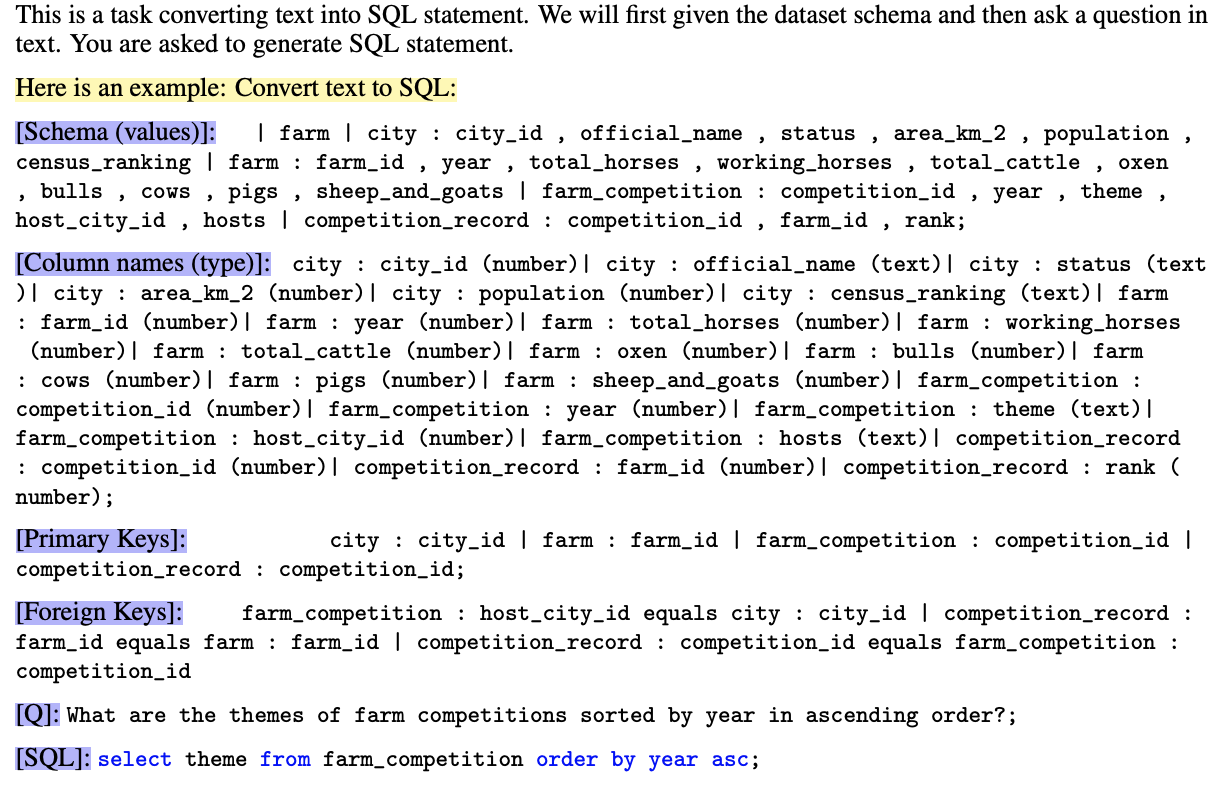 This is a task converting text into SQL statement. We will first given the dataset schema and then ask a question in
text. You are asked to generate SQL statement.
Here is an example: Convert text to SQL:
[Schema (values)]: | farm | city : city_id , official_name , status , area_km_2 , population ,
census_ranking | farm : farm_id , year , total_horses , working_horses , total_cattle , oxen
, bulls , cows , pigs , sheep_and_goats | farm_competition : competition_id , year , theme ,
host_city_id , hosts | competition_record : competition_id , farm_id , rank;
[Column names (type)]: city : city_id (number)| city : official_name (text)| city : status (text
)| city : area_km_2 (number)| city : population (number)| city : census_ranking (text)| farm
: farm_id (number)| farm : year (number)| farm : total_horses (number)| farm : working_horses
(number)| farm : total_cattle (number)| farm : oxen (number)| farm : bulls (number)| farm
: cows (number)| farm : pigs (number)| farm : sheep_and_goats (number)| farm_competition :
competition_id (number)| farm_competition : year (number)| farm_competition : theme (text)|
farm_competition : host_city_id (number)| farm_competition : hosts (text)| competition_record
: competition_id (number)| competition_record : farm_id (number)| competition_record : rank (
number);
[Primary Keys]: city : city_id | farm : farm_id | farm_competition : competition_id |
competition_record : competition_id;
[Foreign Keys]: farm_competition : host_city_id equals city : city_id | competition_record :
farm_id equals farm : farm_id | competition_record : competition_id equals farm_competition :
competition_id
[Q]: What are the themes of farm competitions sorted by year in ascending order?;
[SQL]: select theme from farm_competition order by year asc;